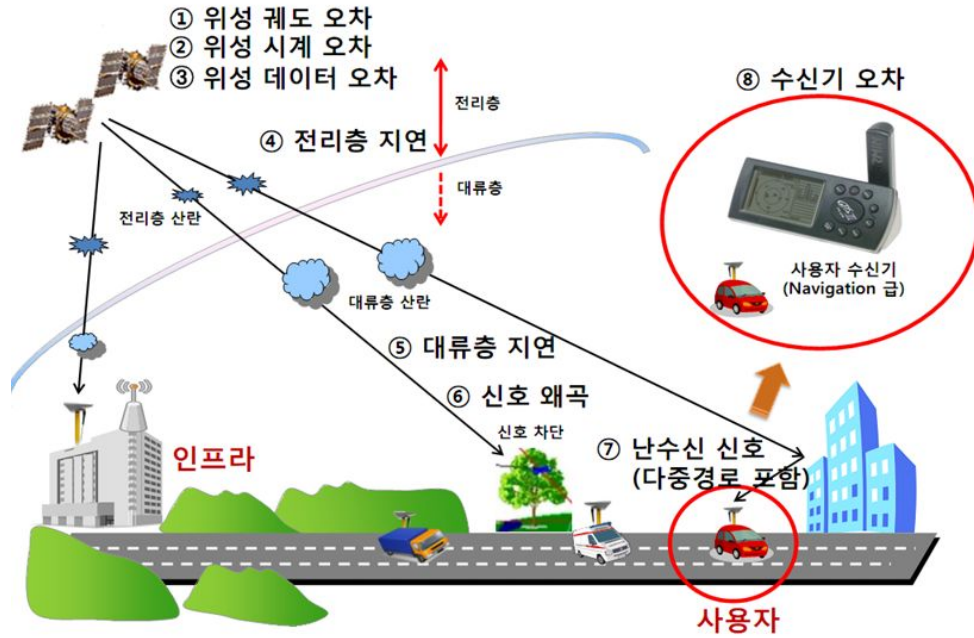 ① 위성 궤도 오차
② 위성 시계 오차
③ 위성 데이터 오차
전리층
⑧ 수신기 오차
④ 전리층 지연
대류층
전리층 산란
사용자 수신기
(Navigation 급)
대류층 산란
⑤ 대류층 지연
⑥ 신호 왜곡
신호 차단
⑦ 난수신 신호
(다중경로 포함)
인프라
사용자